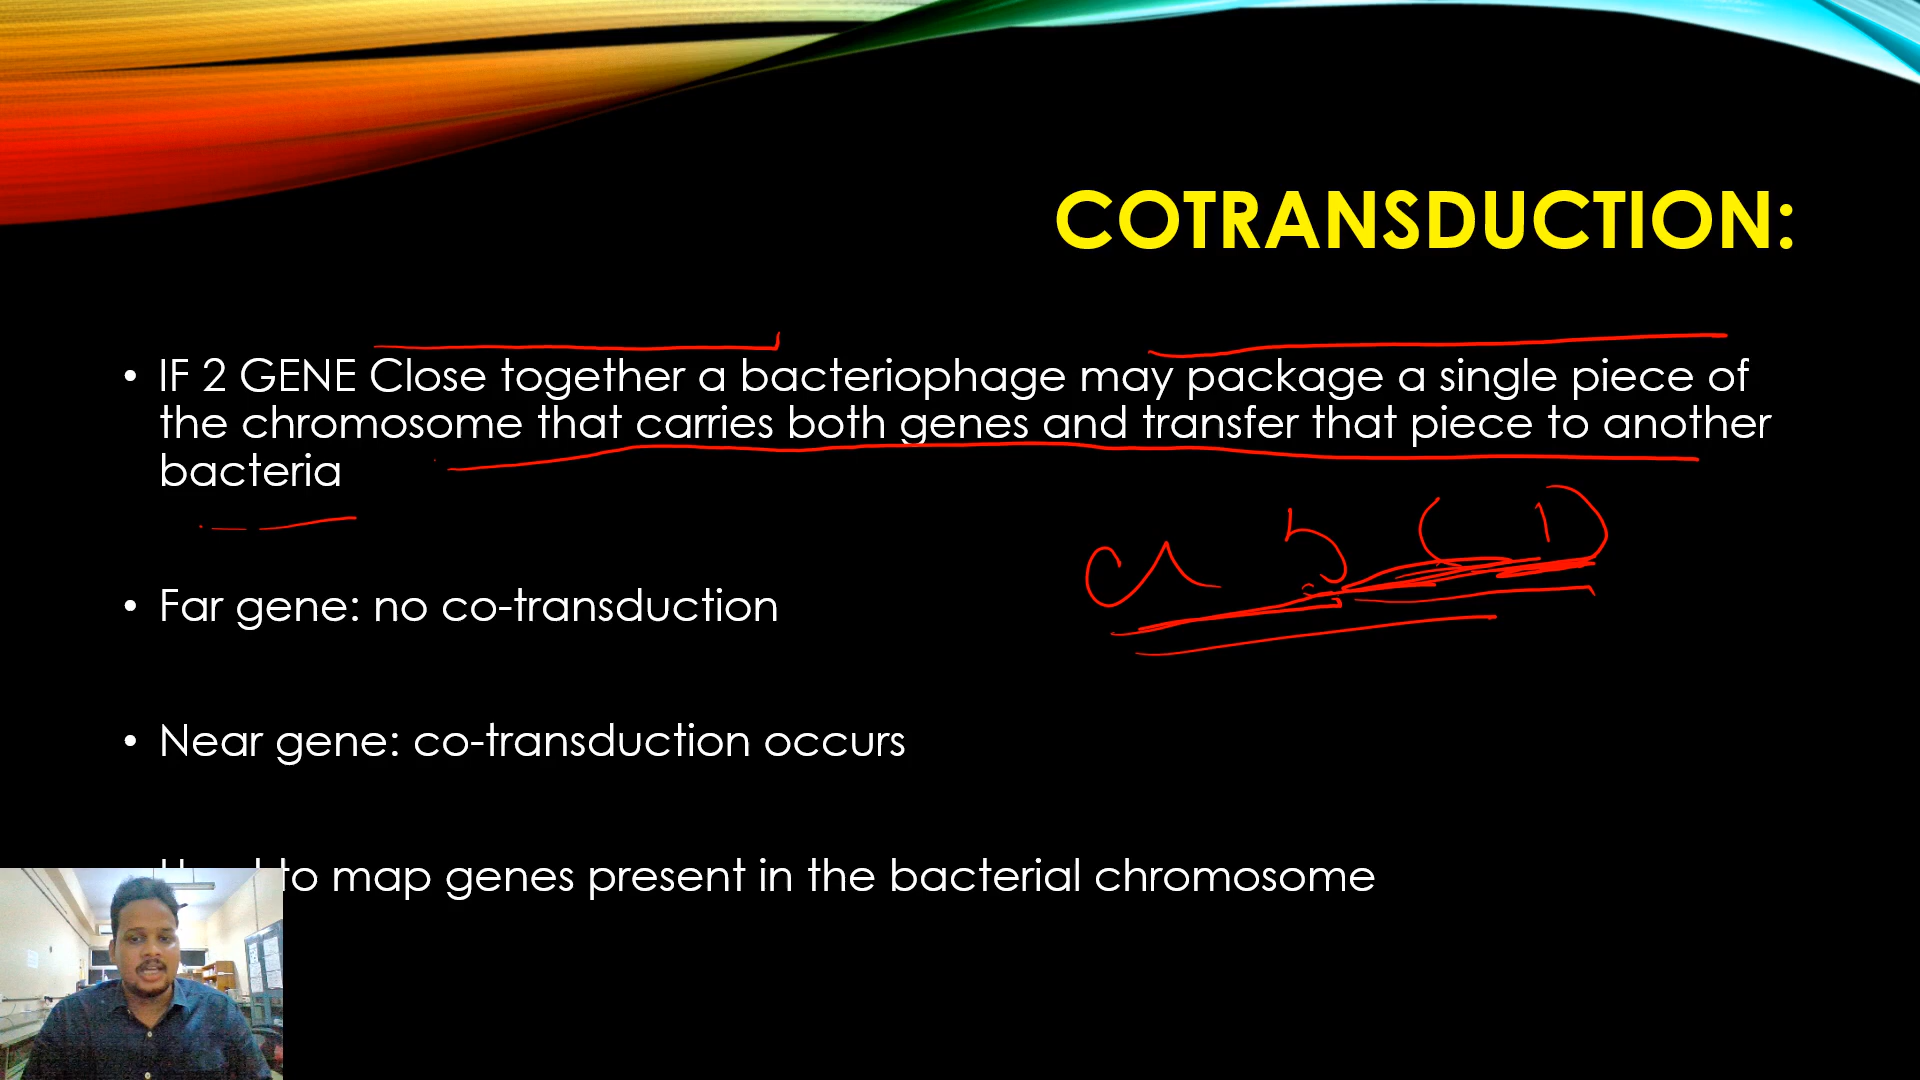 COTRANSDUCTION:
• IF 2 GENE Close together a bacteriophage may package a single piece of
the chromosome that carries both genes and transfer that piece to another
bacteria
• Far gene: no co-transduction
• Near gene: co-transduction occurs
to map genes present in the bacterial chromosome